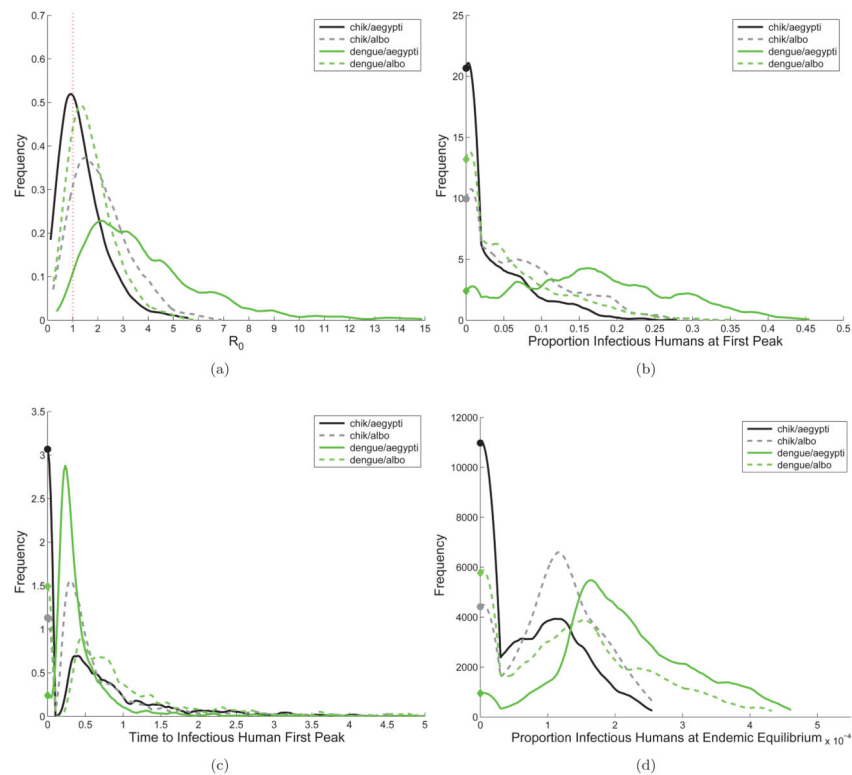 0.7
0.6
0.5
0.4
0.3
0.2
0.1
0
Frequency
0 1 2 3 4 5 6 7 8 9 10 11 12 13 14 15
R0
chik/aegypti
chik/albo
dengue/aegypti
dengue/albo
(a)
25
20
15
10
5
0
Frequency
0 0.05 0.1 0.15 0.2 0.25 0.3 0.35 0.4 0.45 0.5
Proportion Infectious Humans at First Peak
chik/aegypti
chik/albo
dengue/aegypti
dengue/albo
(b)
3.5
3
2.5
2
1.5
1
0.5
0
Frequency
0 0.5 1 1.5 2 2.5 3 3.5 4 4.5 5
Time to Infectious Human First Peak
chik/aegypti
chik/albo
dengue/aegypti
dengue/albo
(c)
12000
10000
8000
6000
4000
2000
0
Frequency
0 1 2 3 4 5
Proportion Infectious Humans at Endemic Equilibrium x 10-4
chik/aegypti
chik/albo
dengue/aegypti
dengue/albo
(d)